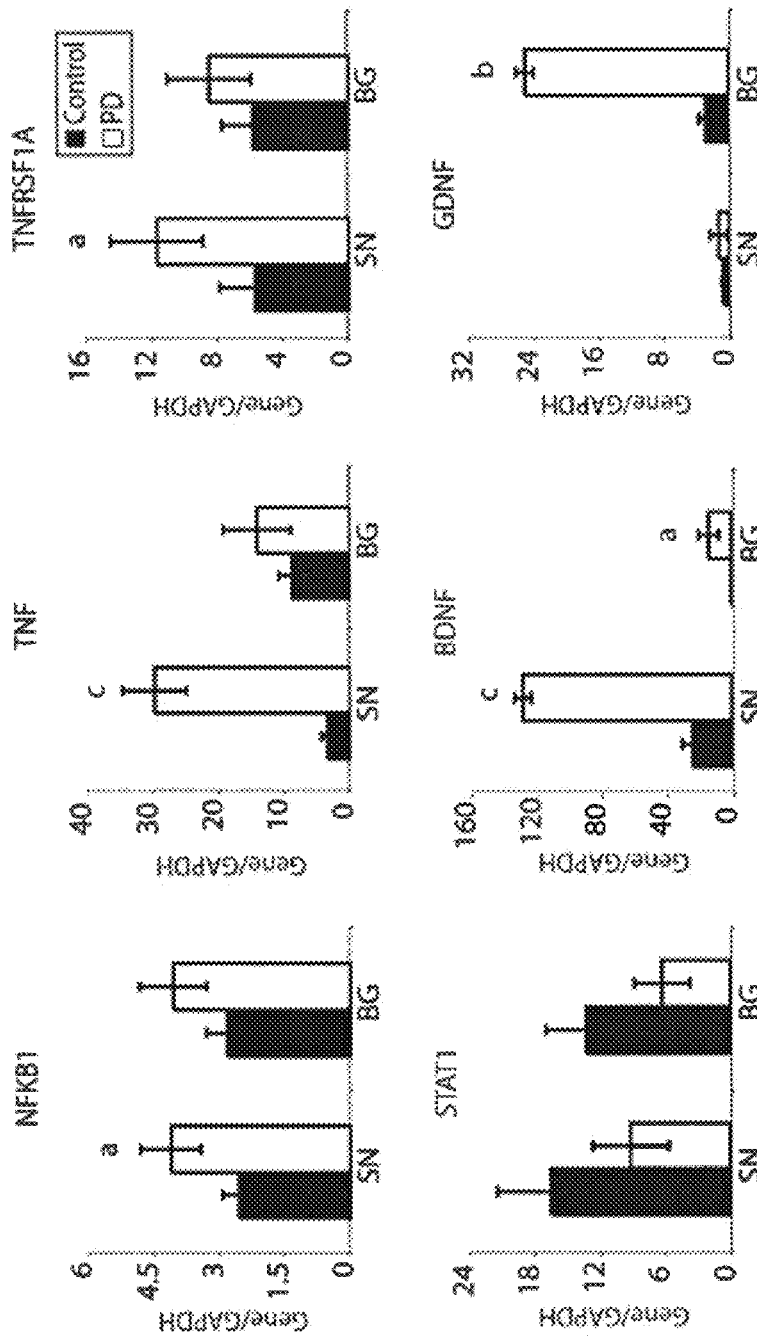 NFKB1
Gene/GAPDH
6
4.5
3
1.5
0
a
SN
BG
TNF
Gene/GAPDH
40
30
20
10
0
c
SN
BG
TNFRSF1A
Control
PD
Gene/GAPDH
16
12
8
4
0
a
SN
BG
STAT1
Gene/GAPDH
24
18
12
6
0
SN
BG
BDNF
Gene/GAPDH
160
120
80
40
0
c
a
SN
BG
GDNF
Gene/GAPDH
32
24
16
8
0
b
SN
BG